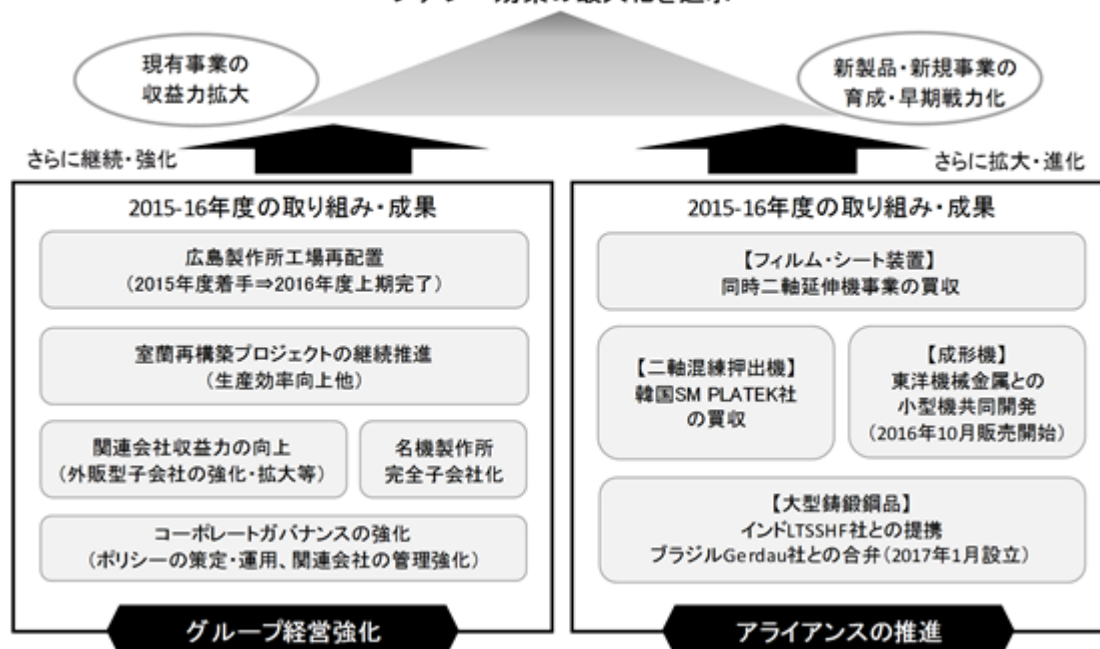 現有事業の
収益力拡大
新製品・新規事業の
育成・早期戦力化
さらに継続・強化
さらに拡大・進化
2015-16年度の取り組み・成果
広島製作所工場再配置
(2015年度着手⇒2016年度上期完了)
室蘭再構築プロジェクトの継続推進
(生産効率向上他)
関連会社収益力の向上
(外販型子会社の強化・拡大等)
名機製作所
完全子会社化
コーポレートガバナンスの強化
(ポリシーの策定・運用、関連会社の管理強化)
グループ経営強化
2015-16年度の取り組み・成果
【フィルム・シート装置】
同時二軸延伸機事業の買収
【二軸混練押出機】
韓国SM PLATEK社
の買収
【成形機】
東洋機械金属との
小型機共同開発
(2016年10月販売開始)
【大型鋳鍛鋼品】
インドLTSSHF社との提携
ブラジルGerdau社との合弁(2017年1月設立)
アライアンスの推進